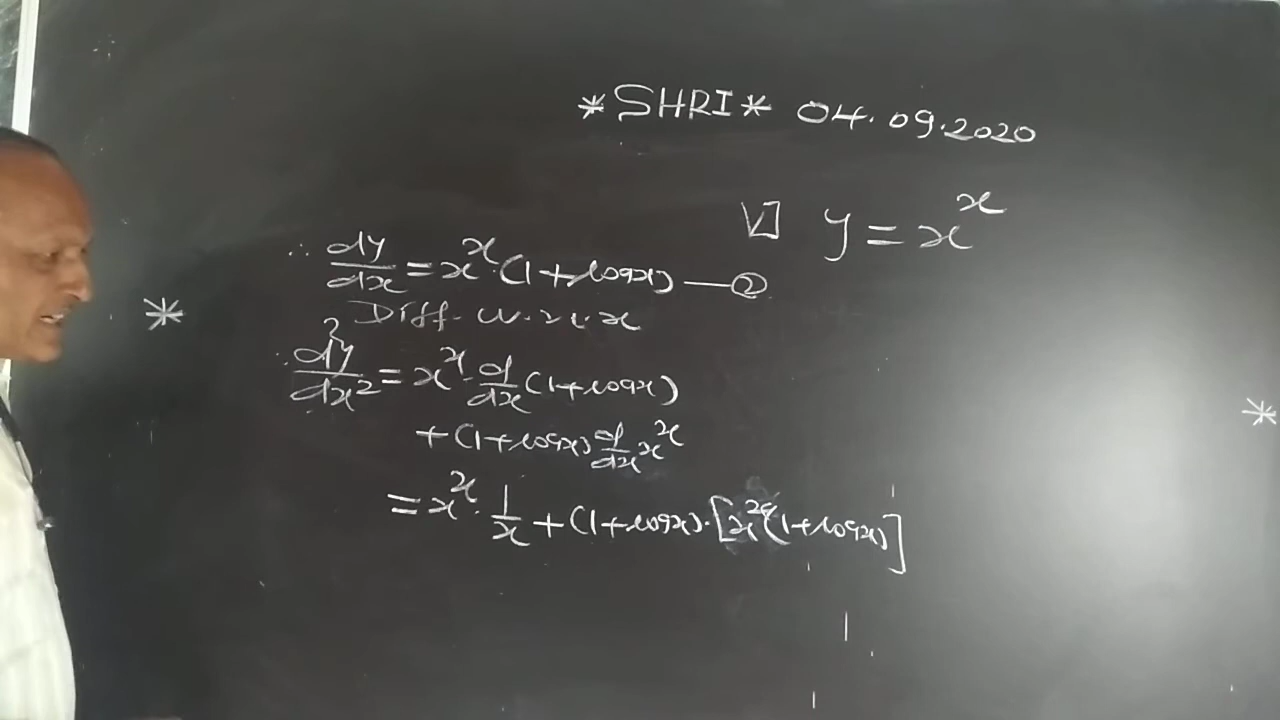 *SHRI* 04.09.2020
V] y = x^x
∴ dy/dx = x^x (1+logx) — ②
Diff. w.r.t. x
∴ d²y/dx² = x^x · d/dx (1+logx)
+ (1+logx) d/dx x^x
= x^x · 1/x + (1+logx) · [x^x (1+logx)]